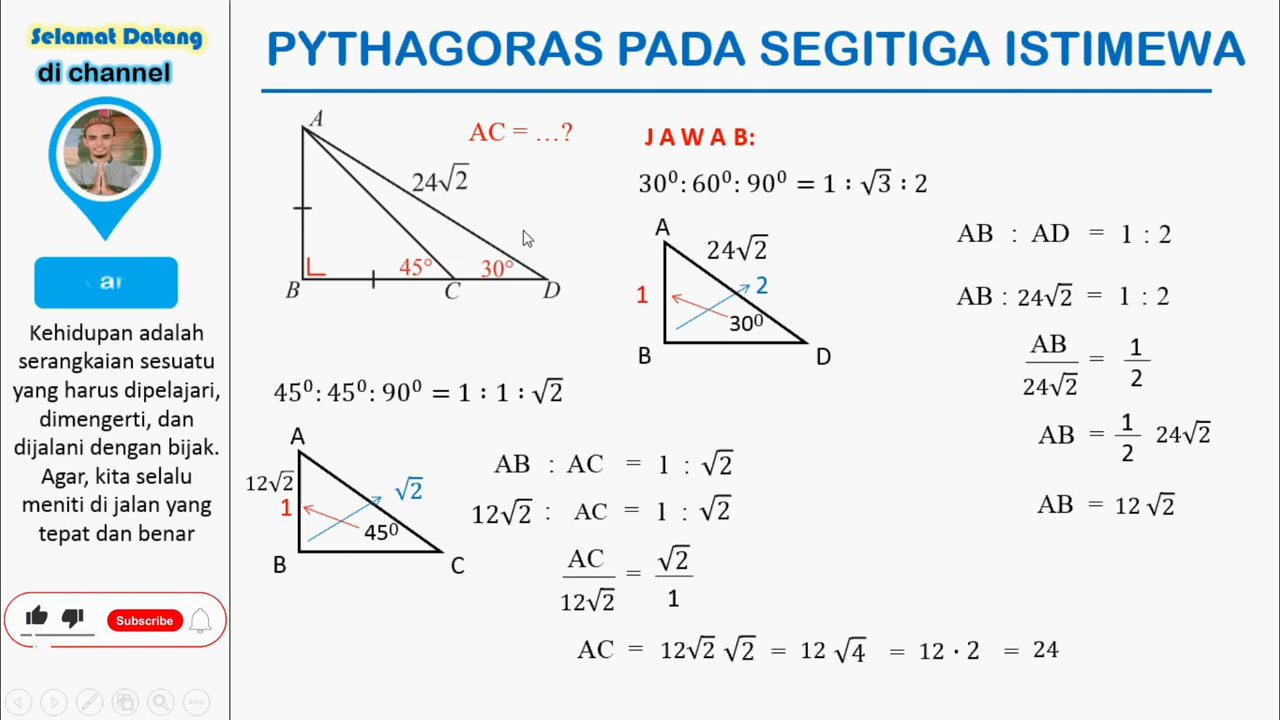 Selamat Datang
di channel
ar
Kehidupan adalah
serangkaian sesuatu
yang harus dipelajari,
dimengerti, dan
dijalani dengan bijak.
Agar, kita selalu
meniti di jalan yang
tepat dan benar
Subscribe
PYTHAGORAS PADA SEGITIGA ISTIMEWA
A
AC = ...?
24√2
45°
30°
B
C
D
45⁰: 45⁰: 90⁰ = 1 : 1 : √2
A
12√2
1
√2
45⁰
B
C
AB : AC = 1 : √2
12√2 : AC = 1 : √2
AC/12√2 = √2/1
AC = 12√2 √2 = 12 √4 = 12 · 2 = 24
J A W A B:
30⁰: 60⁰: 90⁰ = 1 : √3 : 2
A
24√2
1
2
30⁰
B
D
AB : AD = 1 : 2
AB : 24√2 = 1 : 2
AB/24√2 = 1/2
AB = 1/2 24√2
AB = 12 √2